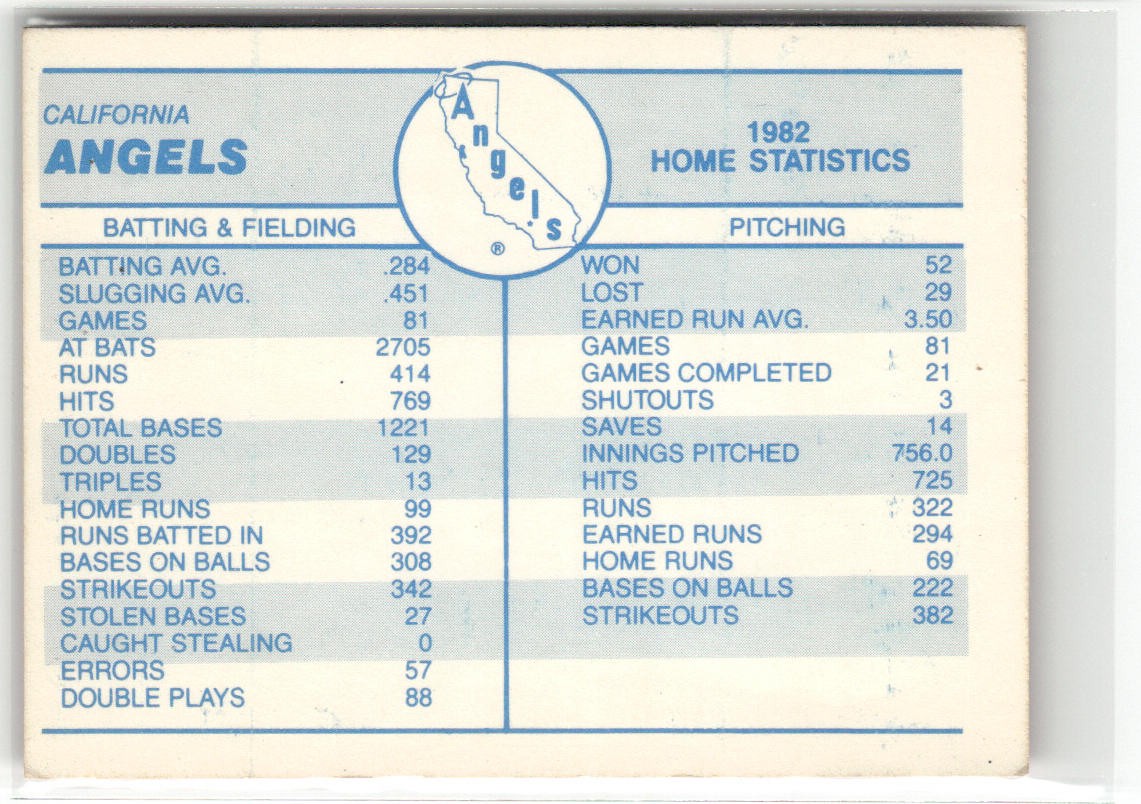 CALIFORNIA
ANGELS
Angels
®
1982
HOME STATISTICS
BATTING & FIELDING
BATTING AVG. .284
SLUGGING AVG. .451
GAMES 81
AT BATS 2705
RUNS 414
HITS 769
TOTAL BASES 1221
DOUBLES 129
TRIPLES 13
HOME RUNS 99
RUNS BATTED IN 392
BASES ON BALLS 308
STRIKEOUTS 342
STOLEN BASES 27
CAUGHT STEALING 0
ERRORS 57
DOUBLE PLAYS 88
PITCHING
WON 52
LOST 29
EARNED RUN AVG. 3.50
GAMES 81
GAMES COMPLETED 21
SHUTOUTS 3
SAVES 14
INNINGS PITCHED 756.0
HITS 725
RUNS 322
EARNED RUNS 294
HOME RUNS 69
BASES ON BALLS 222
STRIKEOUTS 382